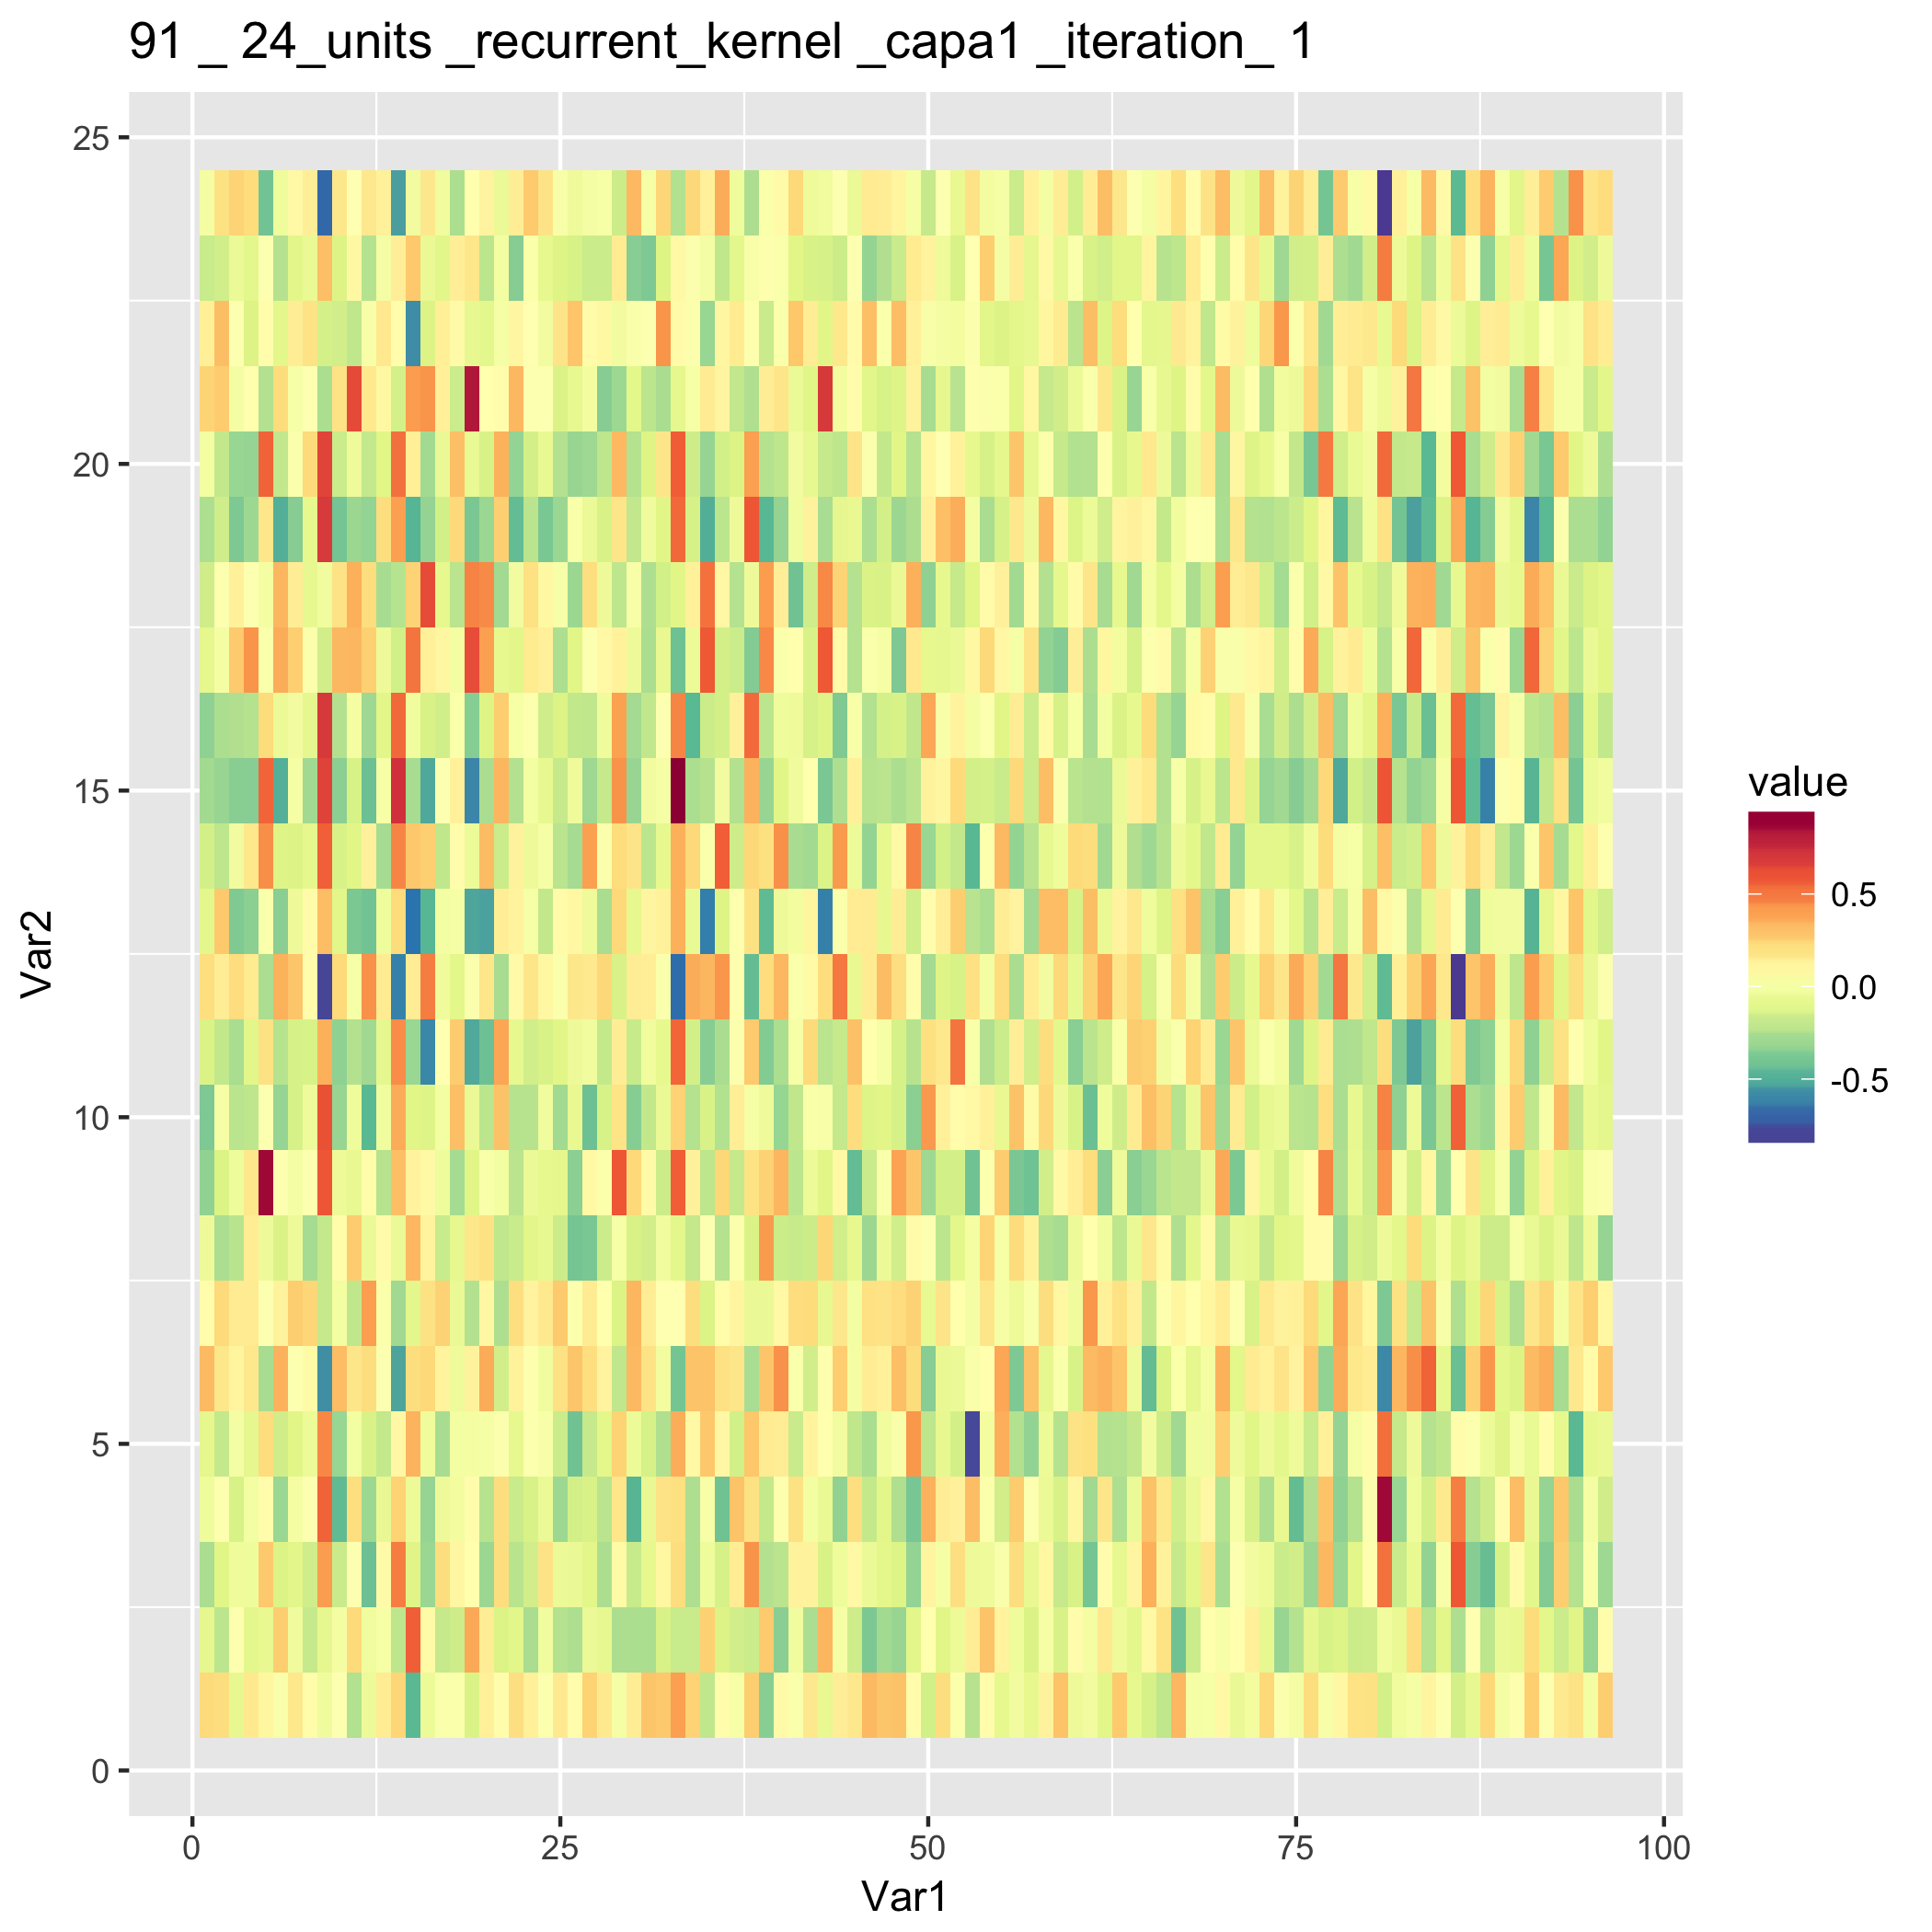 91 _ 24_units _recurrent_kernel _capa1 _iteration_ 1
25
20
15
10
5
0
Var2
0 25 50 75 100
Var1
value
0.5
0.0
-0.5